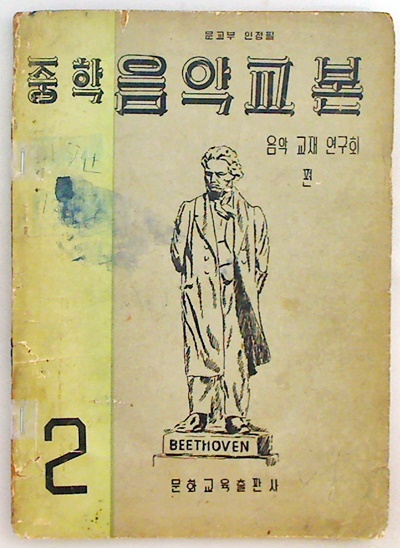 문교부 인정필
중학 음악교본
음악 교재 연구회
편
BEETHOVEN
2
문화교육출판사